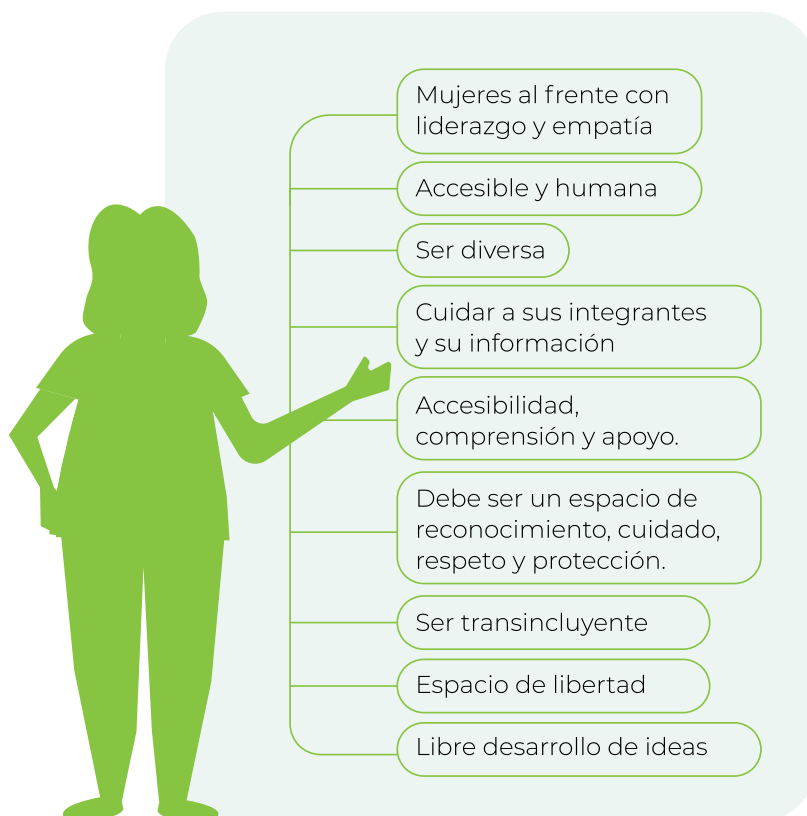 Mujeres al frente con
liderazgo y empatía
Accesible y humana
Ser diversa
Cuidar a sus integrantes
y su información
Accesibilidad,
comprensión y apoyo.
Debe ser un espacio de
reconocimiento, cuidado,
respeto y protección.
Ser transincluyente
Espacio de libertad
Libre desarrollo de ideas